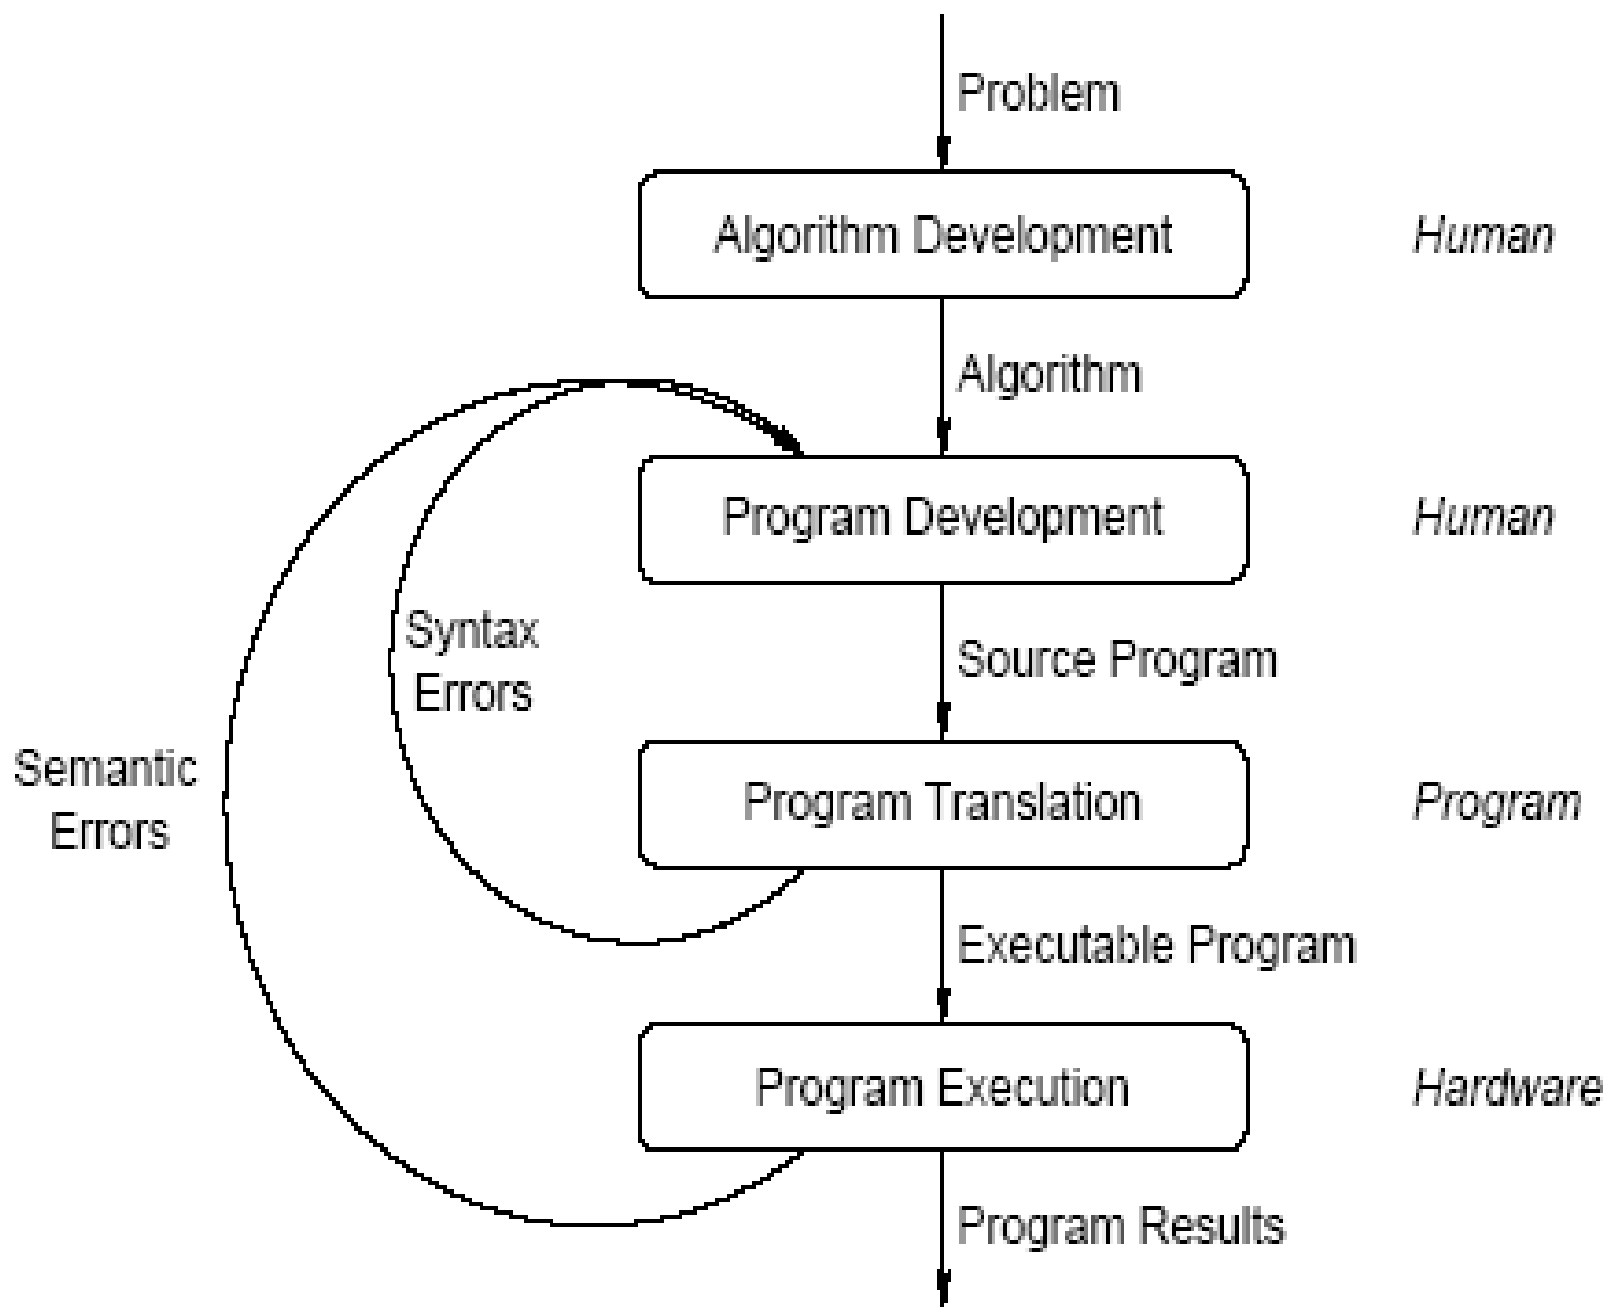 Problem
Algorithm Development
Human
Algorithm
Program Development
Human
Syntax
Errors
Source Program
Semantic
Errors
Program Translation
Program
Executable Program
Program Execution
Hardware
Program Results